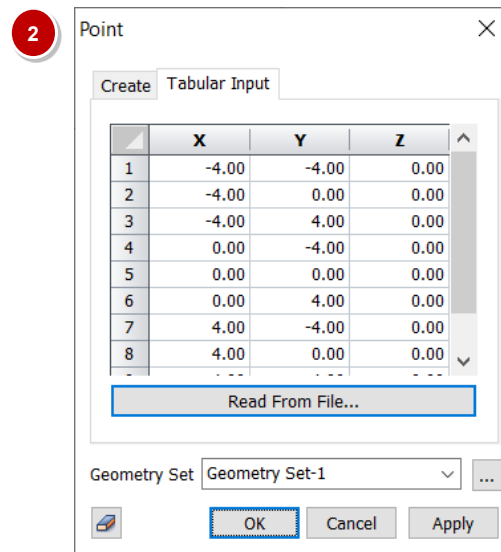 2
Point
Create Tabular Input
X Y Z
1 -4.00 -4.00 0.00
2 -4.00 0.00 0.00
3 -4.00 4.00 0.00
4 0.00 -4.00 0.00
5 0.00 0.00 0.00
6 0.00 4.00 0.00
7 4.00 -4.00 0.00
8 4.00 0.00 0.00
Read From File...
Geometry Set Geometry Set-1 ...
OK Cancel Apply